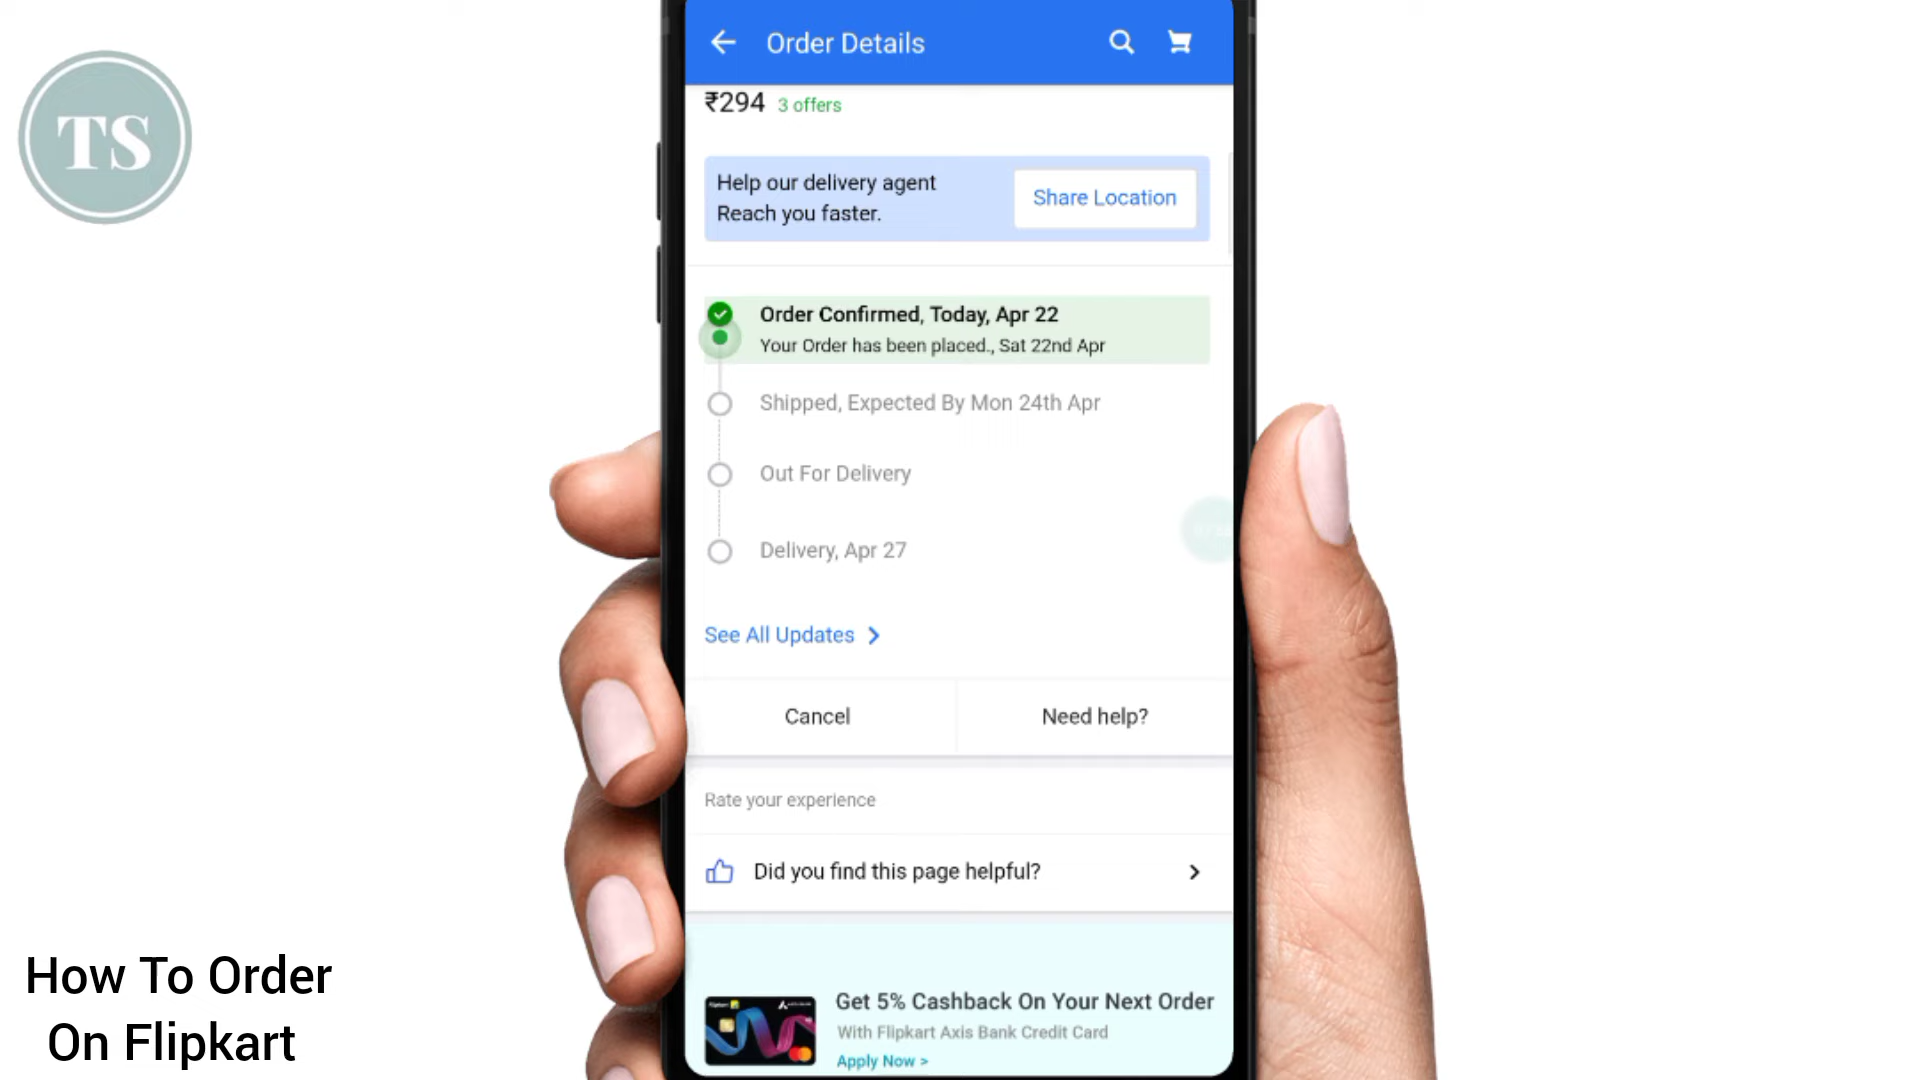 TS
Order Details
₹294 3 offers
Help our delivery agent
Reach you faster.
Share Location
Order Confirmed, Today, Apr 22
Your Order has been placed., Sat 22nd Apr
Shipped, Expected By Mon 24th Apr
Out For Delivery
Delivery, Apr 27
See All Updates
Cancel
Need help?
Rate your experience
Did you find this page helpful?
Get 5% Cashback On Your Next Order
With Flipkart Axis Bank Credit Card
Apply Now >
How To Order
On Flipkart